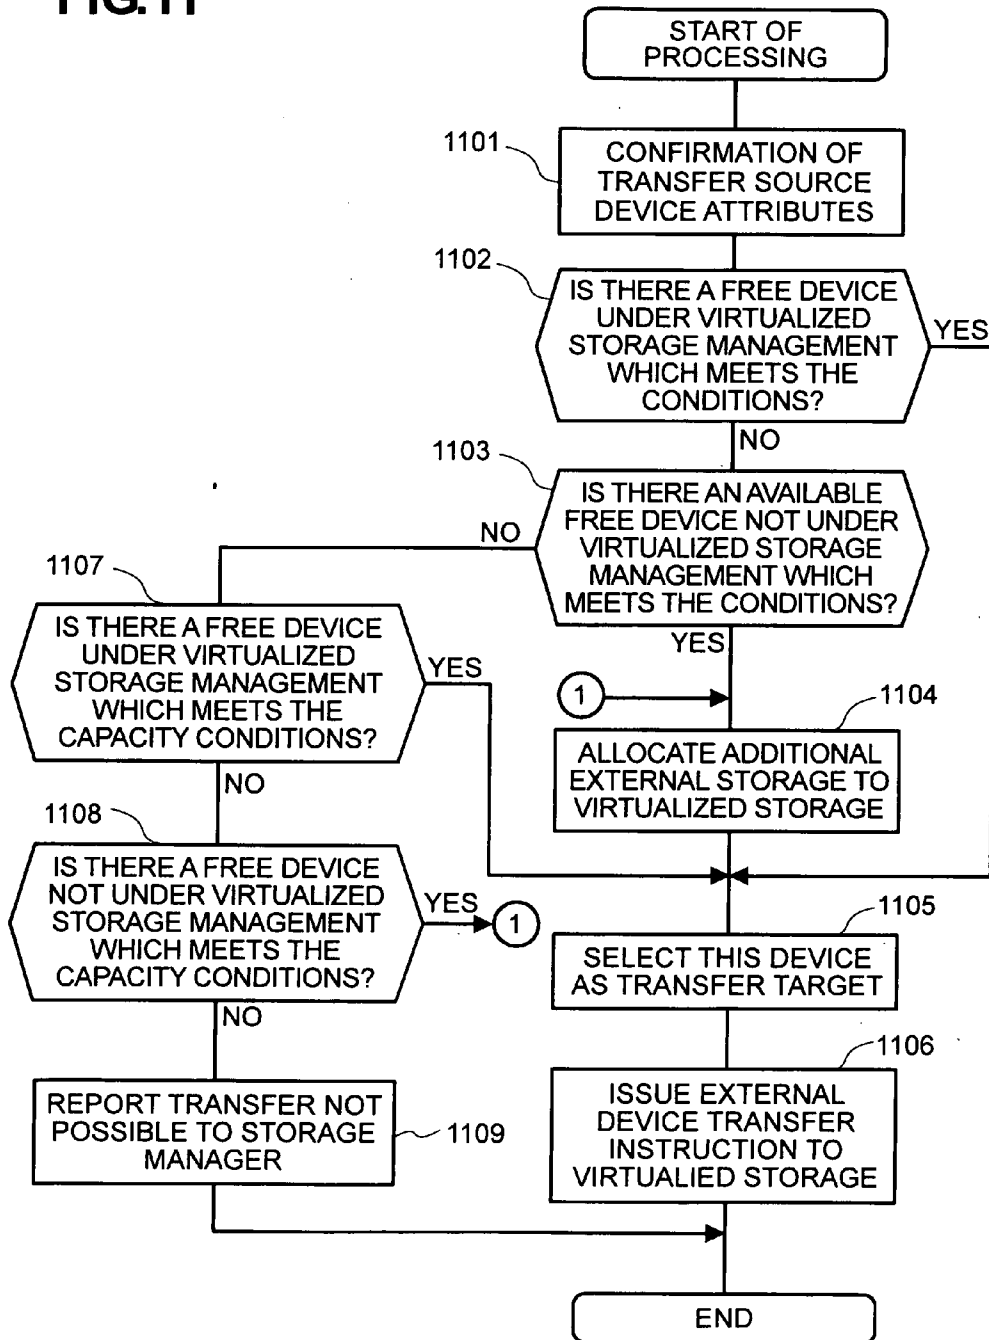 FIG. 11
START OF
PROCESSING
1101
CONFIRMATION OF
TRANSFER SOURCE
DEVICE ATTRIBUTES
1102
IS THERE A FREE DEVICE
UNDER VIRTUALIZED
STORAGE MANAGEMENT
WHICH MEETS THE
CONDITIONS?
YES
NO
1103
IS THERE AN AVAILABLE
FREE DEVICE NOT UNDER
VIRTUALIZED STORAGE
MANAGEMENT WHICH
MEETS THE CONDITIONS?
NO
YES
1107
IS THERE A FREE DEVICE
UNDER VIRTUALIZED
STORAGE MANAGEMENT
WHICH MEETS THE
CAPACITY CONDITIONS?
YES
NO
1
1104
ALLOCATE ADDITIONAL
EXTERNAL STORAGE TO
VIRTUALIZED STORAGE
1108
IS THERE A FREE DEVICE
NOT UNDER VIRTUALIZED
STORAGE MANAGEMENT
WHICH MEETS THE
CAPACITY CONDITIONS?
YES
1
NO
1105
SELECT THIS DEVICE
AS TRANSFER TARGET
1106
ISSUE EXTERNAL
DEVICE TRANSFER
INSTRUCTION TO
VIRTUALIED STORAGE
REPORT TRANSFER NOT
POSSIBLE TO STORAGE
MANAGER
1109
END